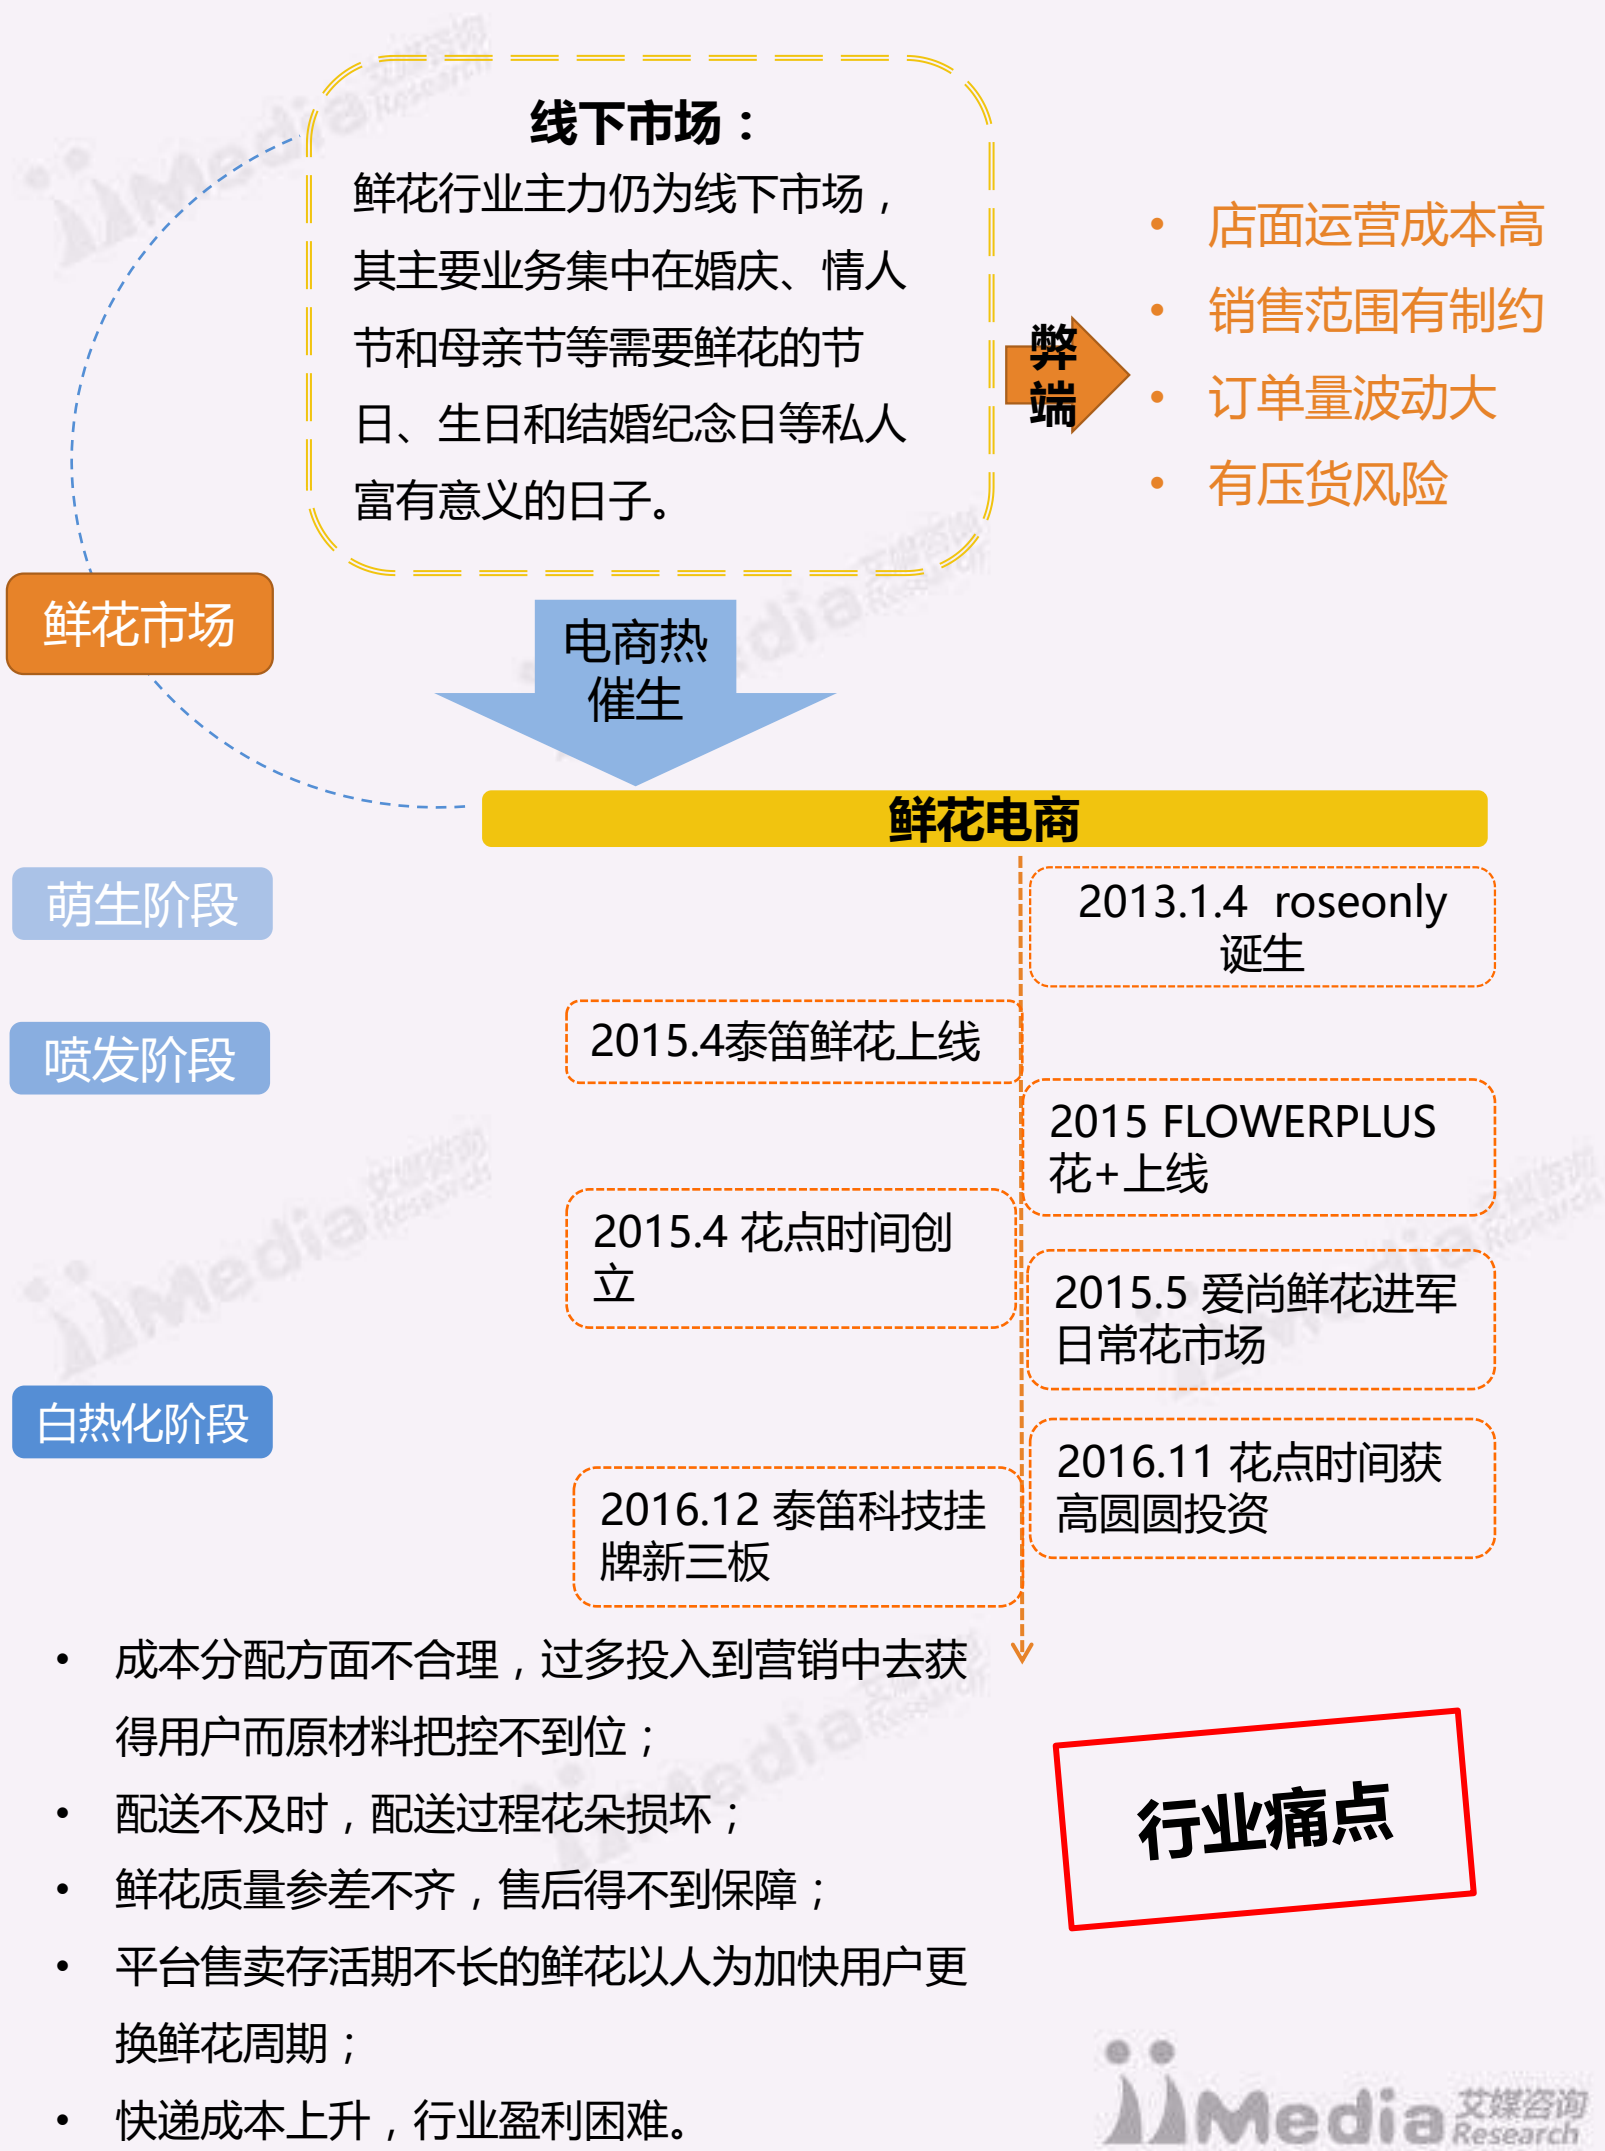 线下市场：
鲜花行业主力仍为线下市场，
其主要业务集中在婚庆、情人
节和母亲节等需要鲜花的节
日、生日和结婚纪念日等私人
富有意义的日子。
弊
端
• 店面运营成本高
• 销售范围有制约
• 订单量波动大
• 有压货风险
鲜花市场
电商热
催生
鲜花电商
萌生阶段
2013.1.4 roseonly
诞生
喷发阶段
2015.4泰笛鲜花上线
2015 FLOWERPLUS
花+上线
2015.4 花点时间创
立
2015.5 爱尚鲜花进军
日常花市场
白热化阶段
2016.11 花点时间获
高圆圆投资
2016.12 泰笛科技挂
牌新三板
• 成本分配方面不合理，过多投入到营销中去获
得用户而原材料把控不到位；
• 配送不及时，配送过程花朵损坏；
• 鲜花质量参差不齐，售后得不到保障；
• 平台售卖存活期不长的鲜花以人为加快用户更
换鲜花周期；
• 快递成本上升，行业盈利困难。
行业痛点
iiMedia 艾媒咨询
Research